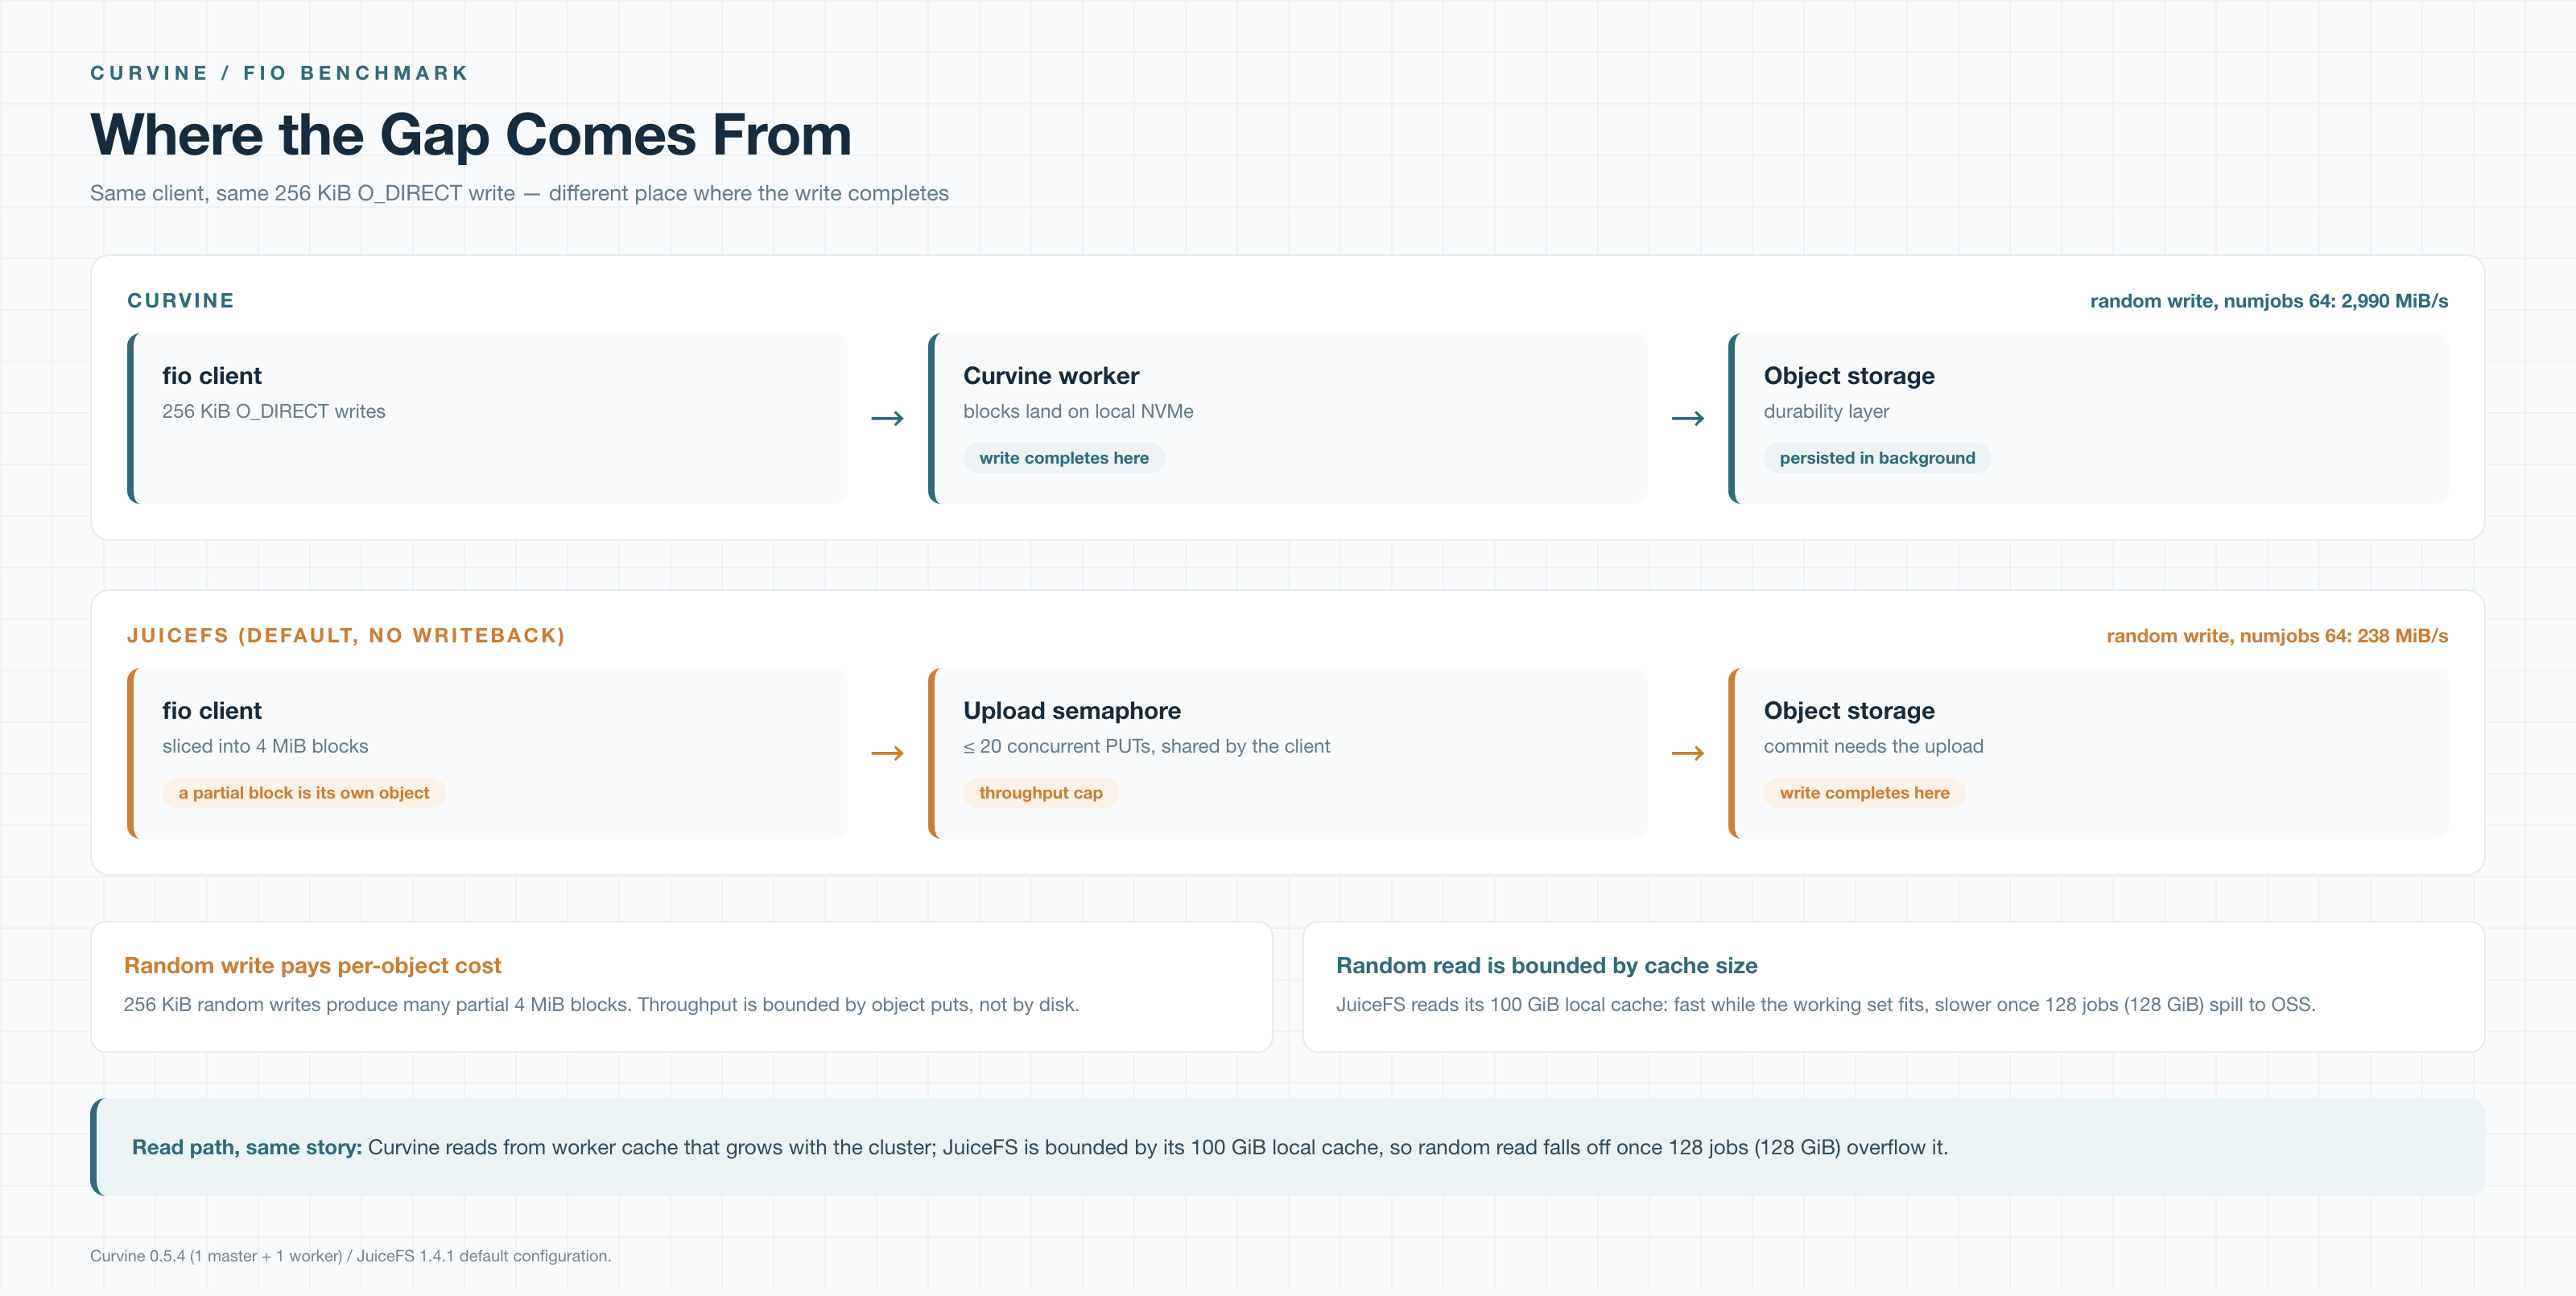 CURVINE / FIO BENCHMARK
Where the Gap Comes From
Same client, same 256 KiB O_DIRECT write — different place where the write completes
CURVINE
random write, numjobs 64: 2,990 MiB/s
fio client
256 KiB O_DIRECT writes
→
Curvine worker
blocks land on local NVMe
write completes here
→
Object storage
durability layer
persisted in background
JUICEFS (DEFAULT, NO WRITEBACK)
random write, numjobs 64: 238 MiB/s
fio client
sliced into 4 MiB blocks
a partial block is its own object
→
Upload semaphore
≤ 20 concurrent PUTs, shared by the client
throughput cap
→
Object storage
commit needs the upload
write completes here
Random write pays per-object cost
256 KiB random writes produce many partial 4 MiB blocks. Throughput is bounded by object puts, not by disk.
Random read is bounded by cache size
JuiceFS reads its 100 GiB local cache: fast while the working set fits, slower once 128 jobs (128 GiB) spill to OSS.
Read path, same story: Curvine reads from worker cache that grows with the cluster; JuiceFS is bounded by its 100 GiB local cache, so random read falls off once 128 jobs (128 GiB) overflow it.
Curvine 0.5.4 (1 master + 1 worker) / JuiceFS 1.4.1 default configuration.